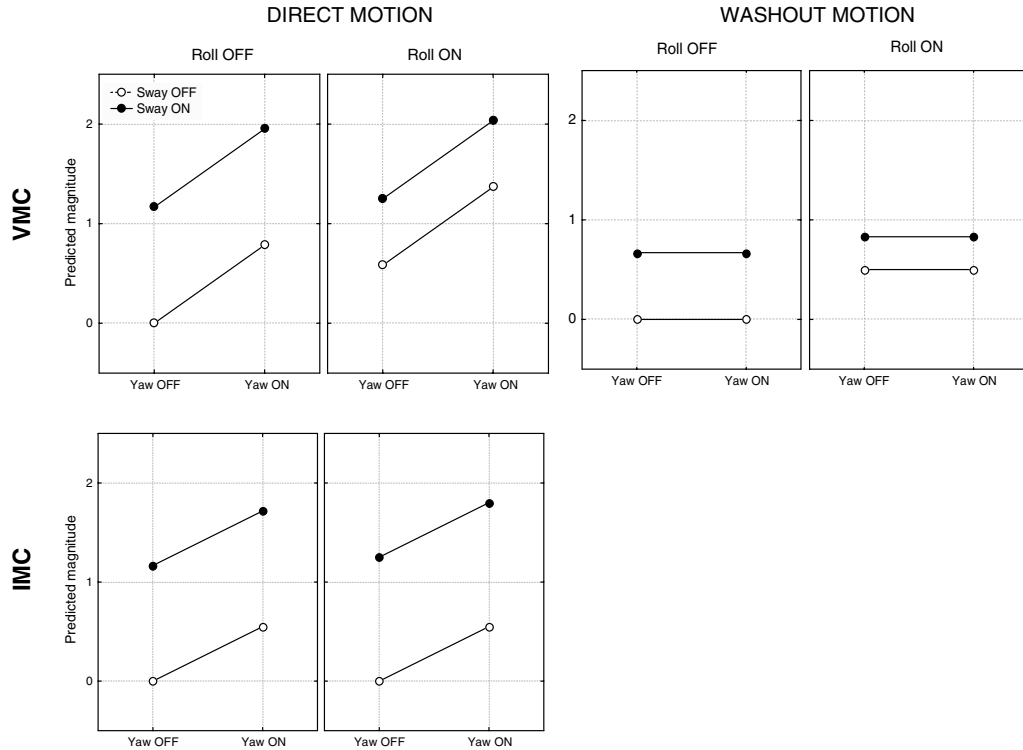 DIRECT MOTION
WASHOUT MOTION
Roll OFF
Roll ON
Roll OFF
Roll ON
VMC
Predicted magnitude
2
1
0
Sway OFF
Sway ON
Yaw OFF
Yaw ON
Yaw OFF
Yaw ON
2
1
0
Yaw OFF
Yaw ON
Yaw OFF
Yaw ON
IMC
Predicted magnitude
2
1
0
Yaw OFF
Yaw ON
Yaw OFF
Yaw ON